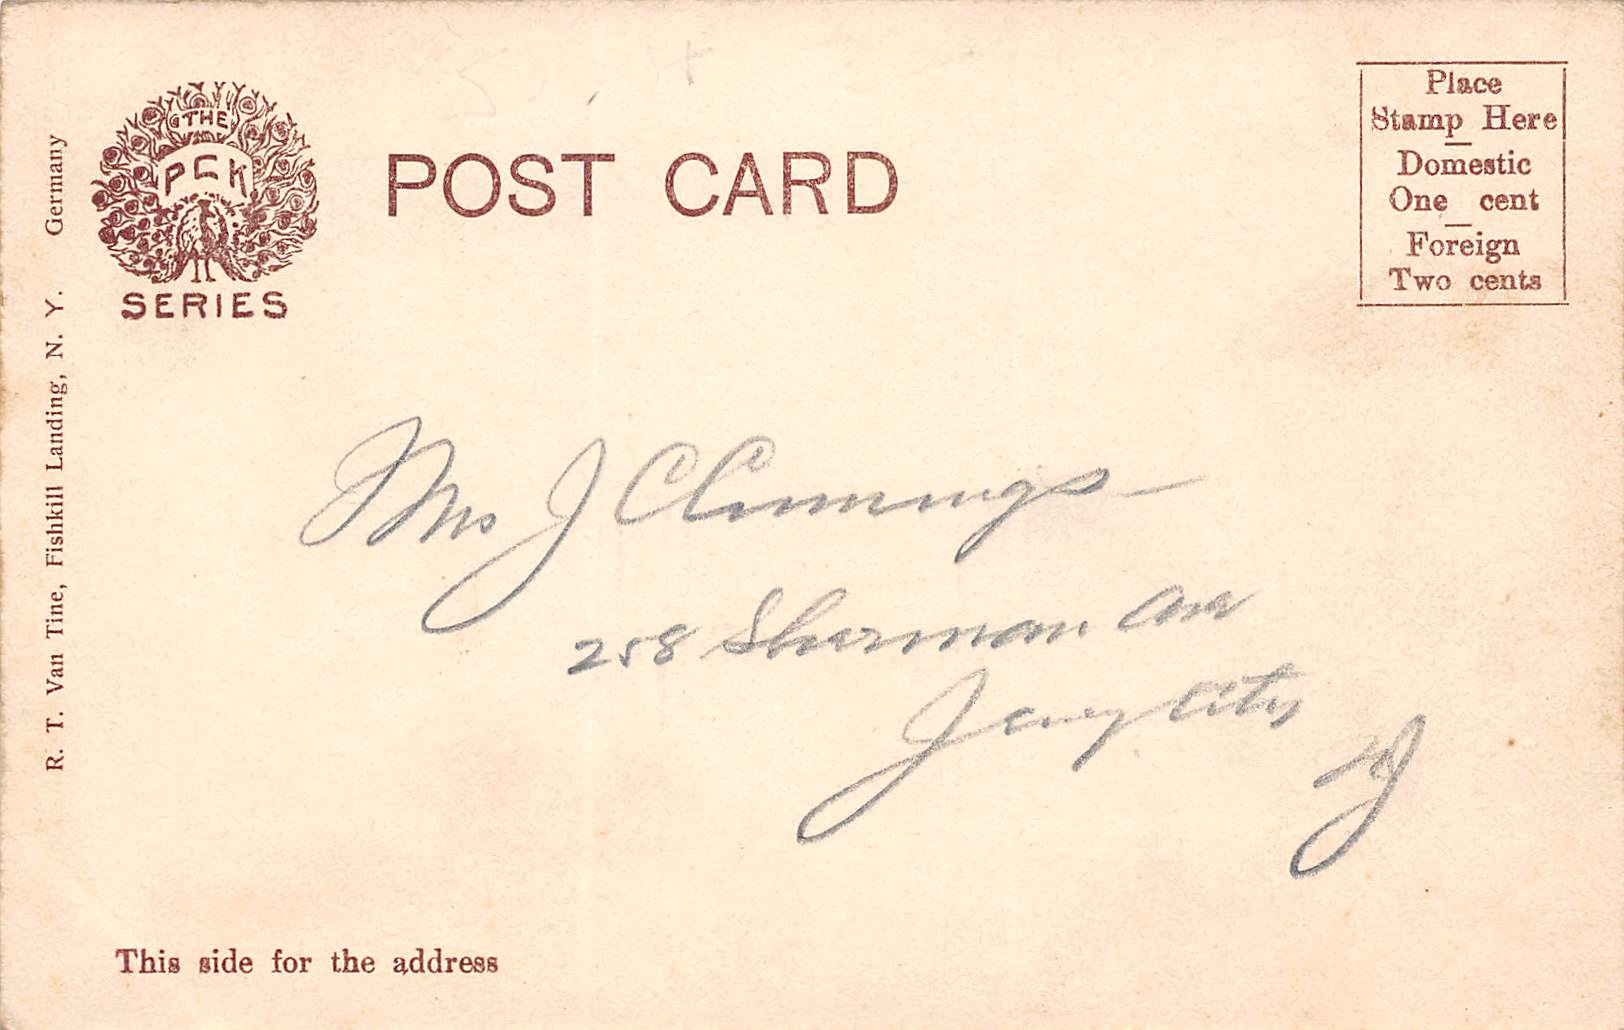 THE
PCK
SERIES
POST CARD
Place
Stamp Here
Domestic
One cent
Foreign
Two cents
R. T. Van Tine, Fishkill Landing, N. Y. Germany
Mrs J Cummings
258 Sherman Ave
Jersey City
NJ
This side for the address